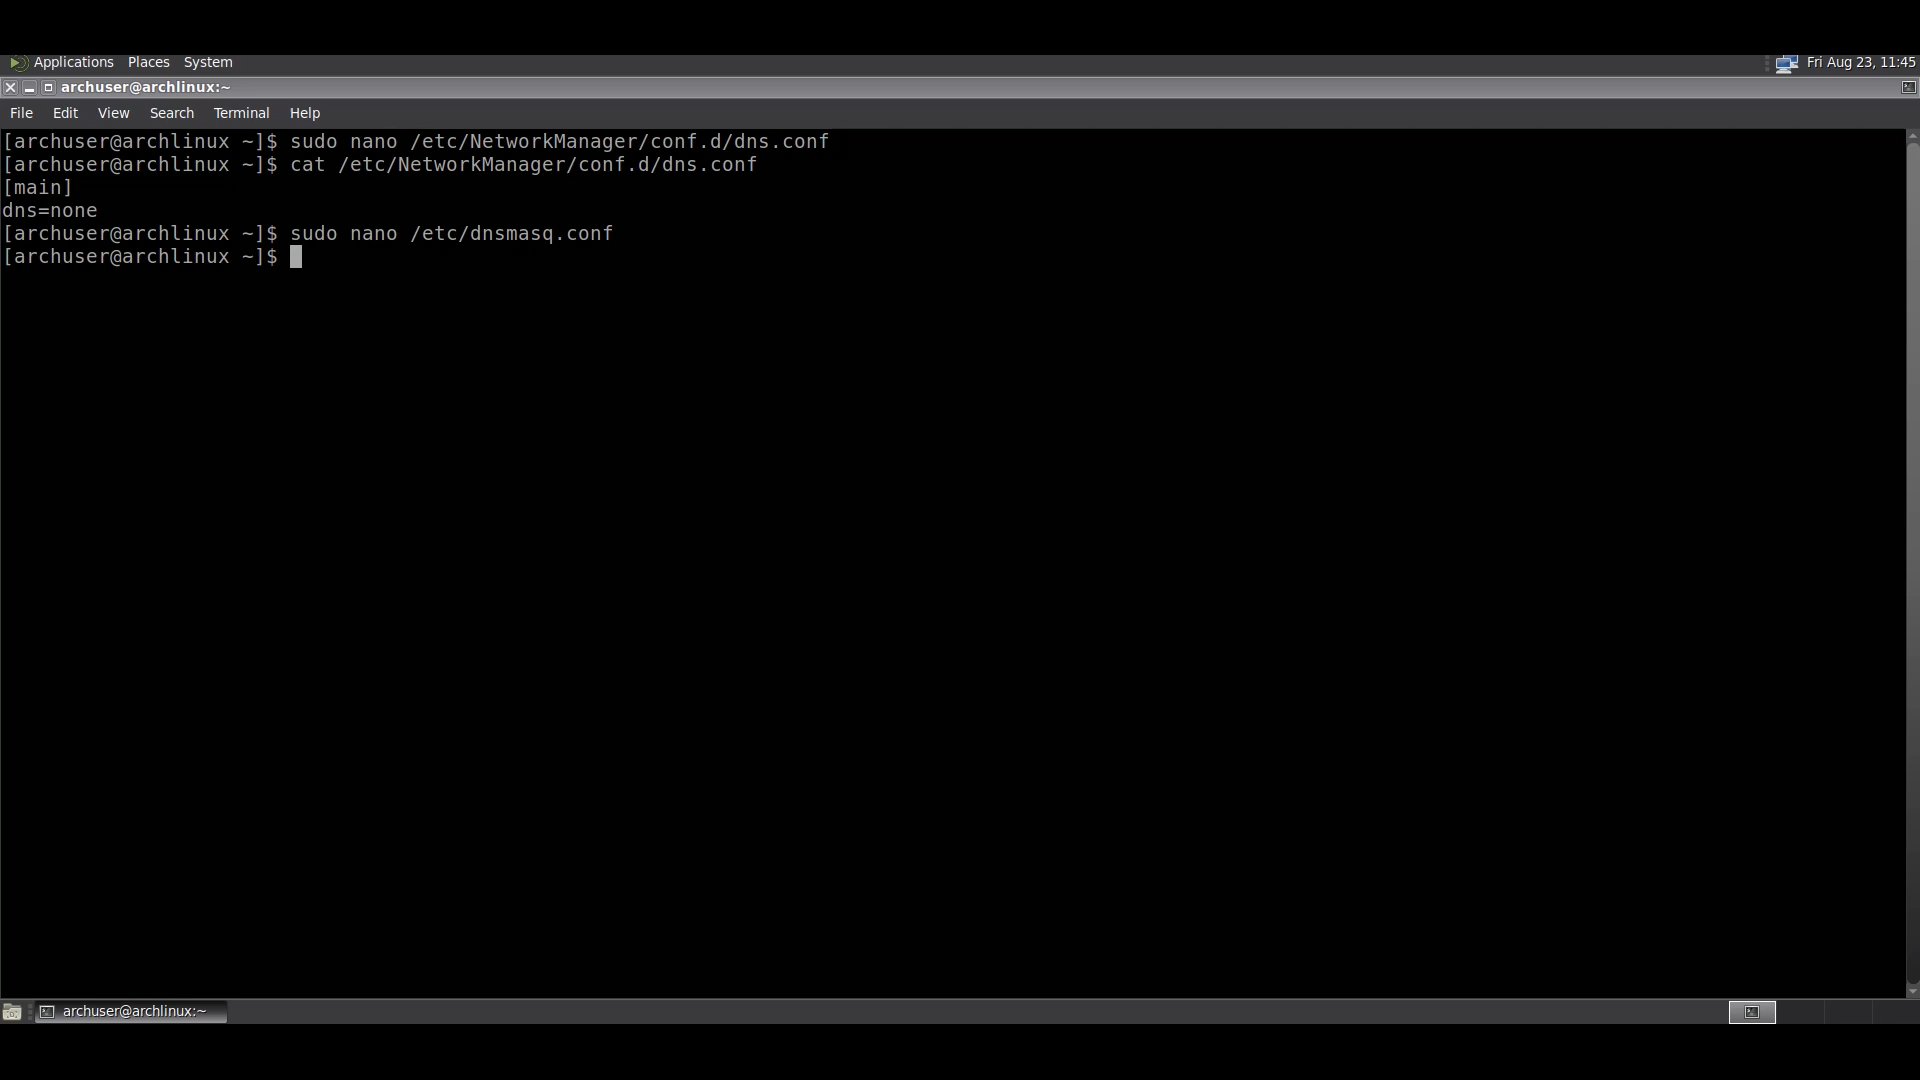 Applications Places System Fri Aug 23, 11:45
archuser@archlinux:~
File Edit View Search Terminal Help
[archuser@archlinux ~]$ sudo nano /etc/NetworkManager/conf.d/dns.conf
[archuser@archlinux ~]$ cat /etc/NetworkManager/conf.d/dns.conf
[main]
dns=none
[archuser@archlinux ~]$ sudo nano /etc/dnsmasq.conf
[archuser@archlinux ~]$
archuser@archlinux:~